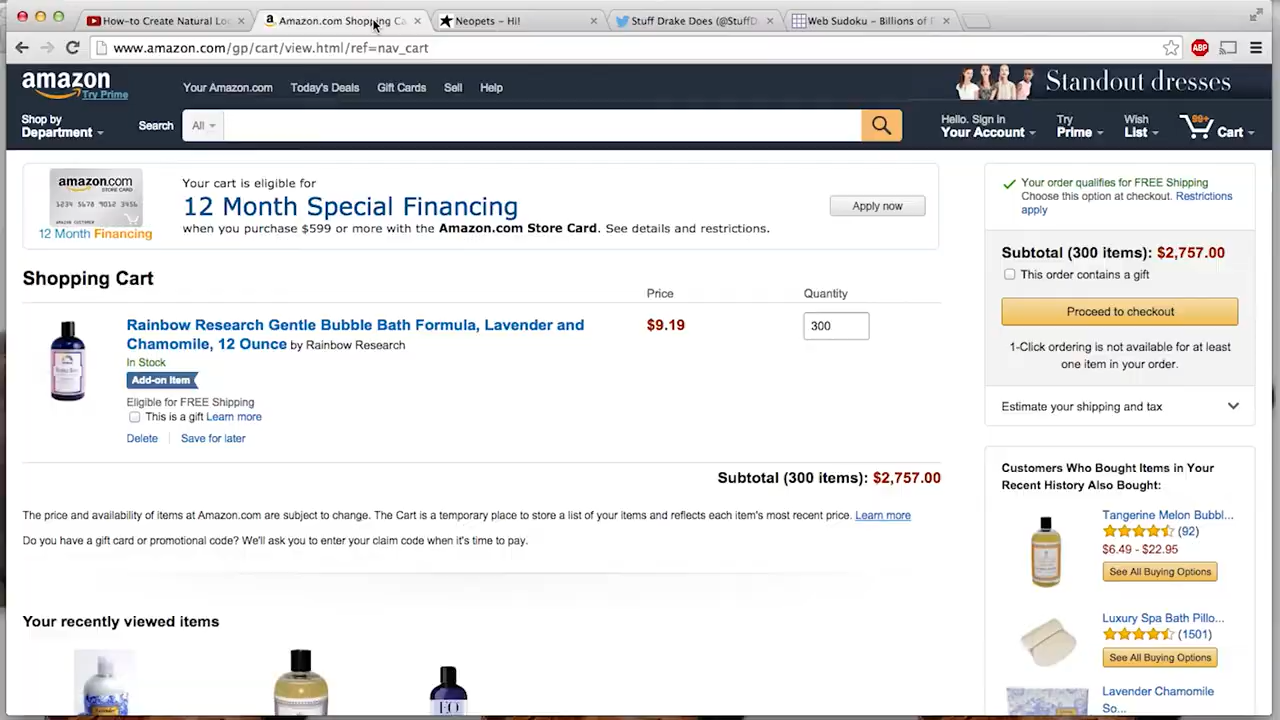 How-to Create Natural Lo
Amazon.com Shopping Ca
Neopets - Hi!
Stuff Drake Does (@StuffD
Web Sudoku - Billions of F
www.amazon.com/gp/cart/view.html/ref=nav_cart
ABP
amazon
Try Prime
Your Amazon.com
Today's Deals
Gift Cards
Sell
Help
Standout dresses
Shop by
Department
Search
All
Hello. Sign in
Your Account
Try
Prime
Wish
List
99+
Cart
amazon.com
STORE CARD
1234 5678 9012 3456
AMAZON CUSTOMER
12 Month Financing
Your cart is eligible for
12 Month Special Financing
when you purchase $599 or more with the Amazon.com Store Card. See details and restrictions.
Apply now
Your order qualifies for FREE Shipping
Choose this option at checkout. Restrictions
apply
Subtotal (300 items): $2,757.00
This order contains a gift
Proceed to checkout
1-Click ordering is not available for at least
one item in your order.
Estimate your shipping and tax
Shopping Cart
Price
Quantity
Rainbow Research Gentle Bubble Bath Formula, Lavender and
Chamomile, 12 Ounce by Rainbow Research
$9.19
300
In Stock
Add-on Item
Eligible for FREE Shipping
This is a gift Learn more
Delete
Save for later
Subtotal (300 items): $2,757.00
The price and availability of items at Amazon.com are subject to change. The Cart is a temporary place to store a list of your items and reflects each item's most recent price. Learn more
Do you have a gift card or promotional code? We'll ask you to enter your claim code when it's time to pay.
Your recently viewed items
EO
Customers Who Bought Items in Your
Recent History Also Bought:
Tangerine Melon Bubbl...
(92)
$6.49 - $22.95
See All Buying Options
Luxury Spa Bath Pillo...
(1501)
See All Buying Options
Lavender Chamomile
So...